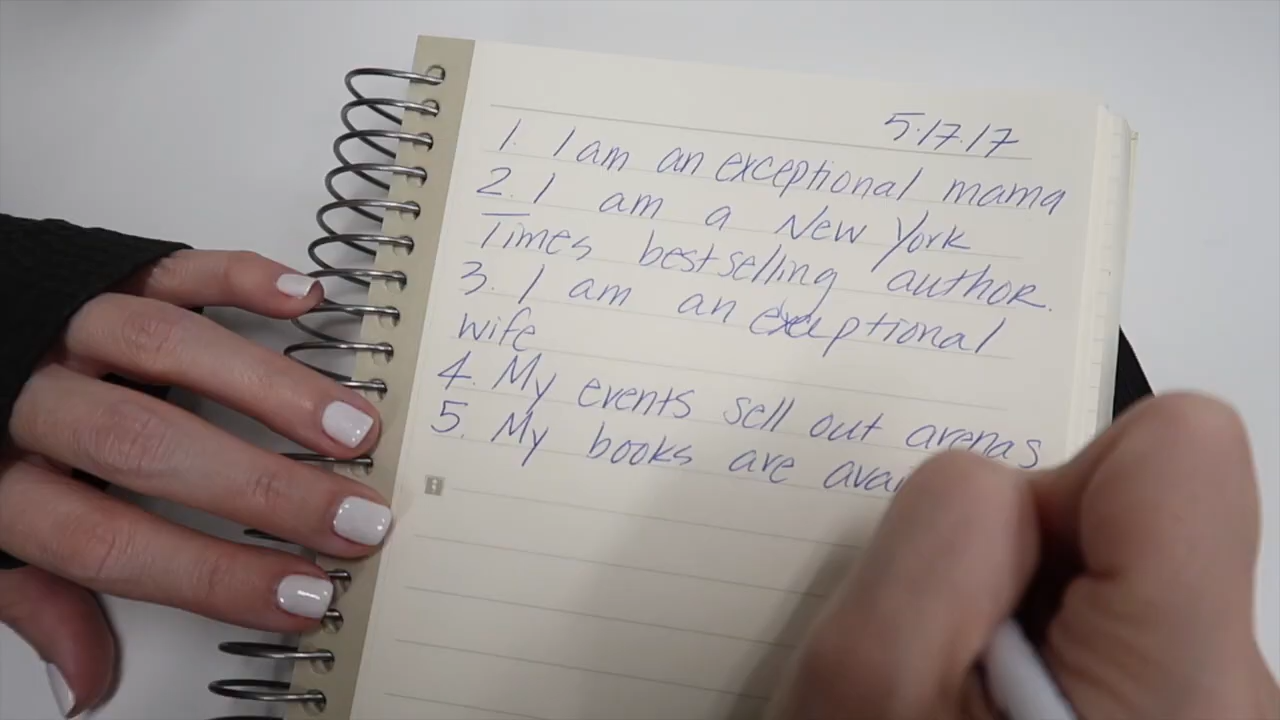 5.17.17
1. I am an exceptional mama
2. I am a New York
Times bestselling author.
3. I am an exceptional
wife
4. My events sell out arenas
5. My books are